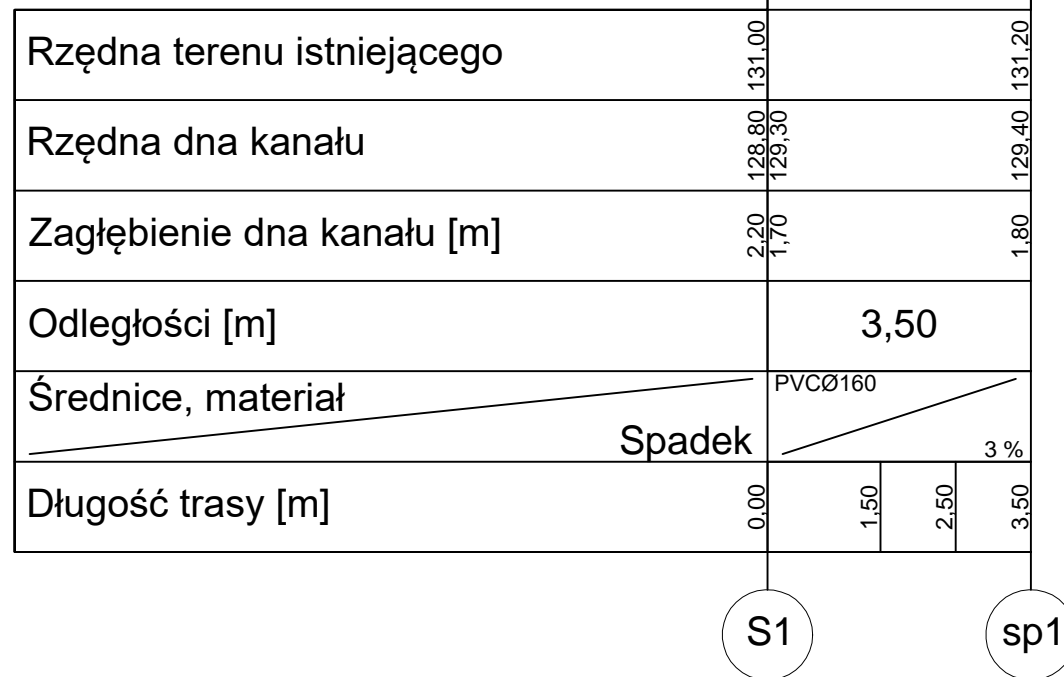 Rzędna terenu istniejącego
131,00
131,20
Rzędna dna kanału
128,80
129,30
129,40
Zagłębienie dna kanału [m]
2,20
1,70
1,80
Odległości [m]
3,50
Średnice, materiał
Spadek
PVCØ160
3 %
Długość trasy [m]
0,00
1,50
2,50
3,50
S1
sp1